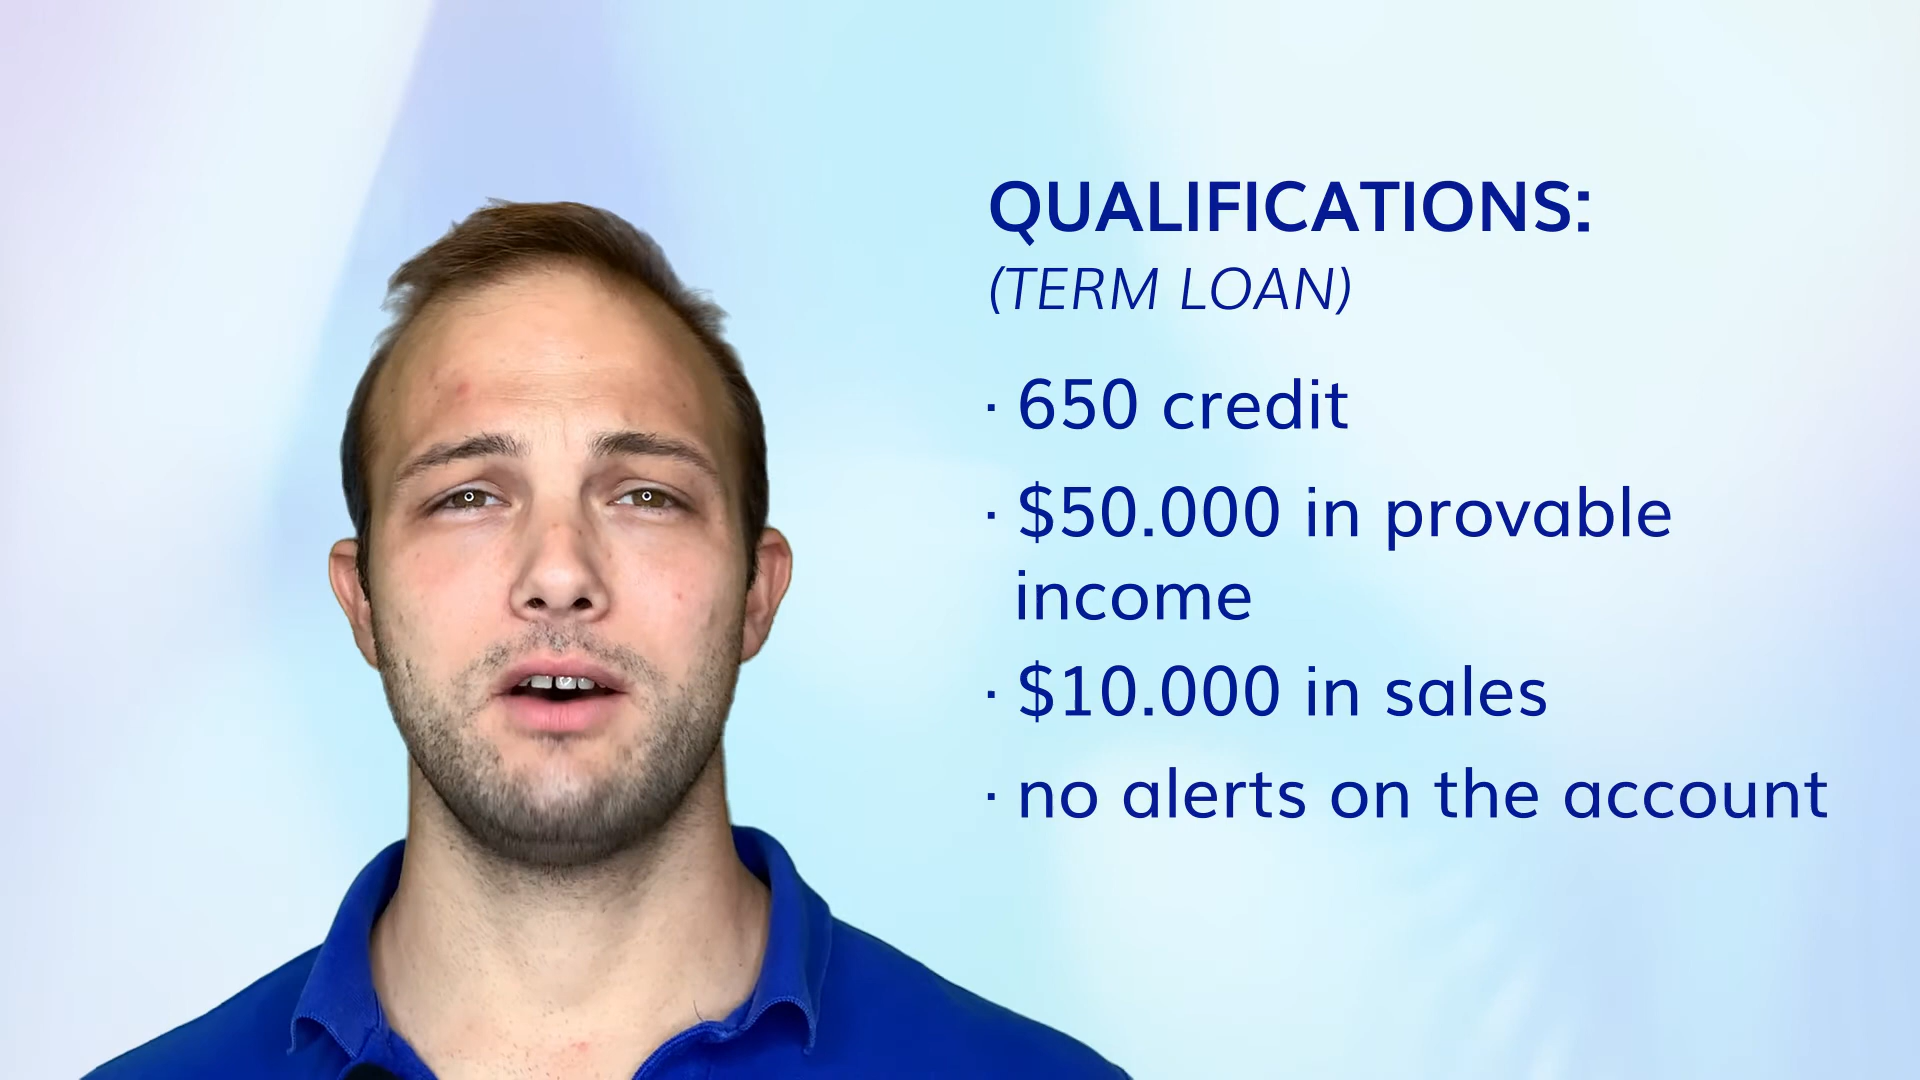 QUALIFICATIONS:
(TERM LOAN)
· 650 credit
· $50.000 in provable
income
· $10.000 in sales
· no alerts on the account